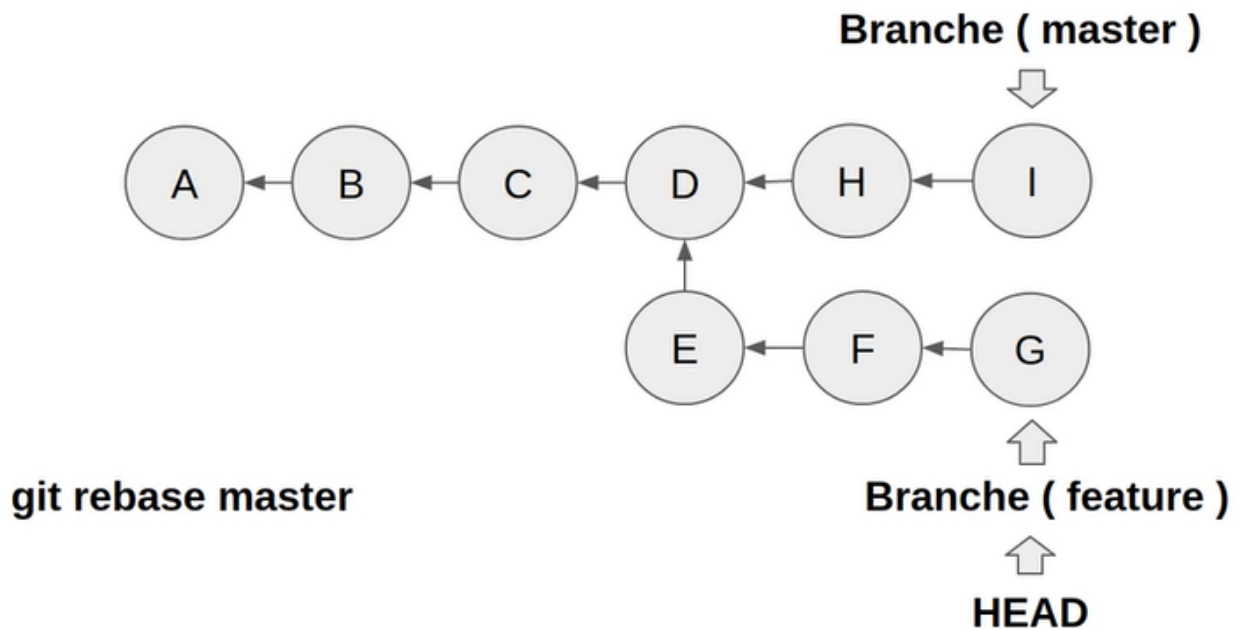 Branche ( master )
A B C D H I
E F G
git rebase master
Branche ( feature )
HEAD